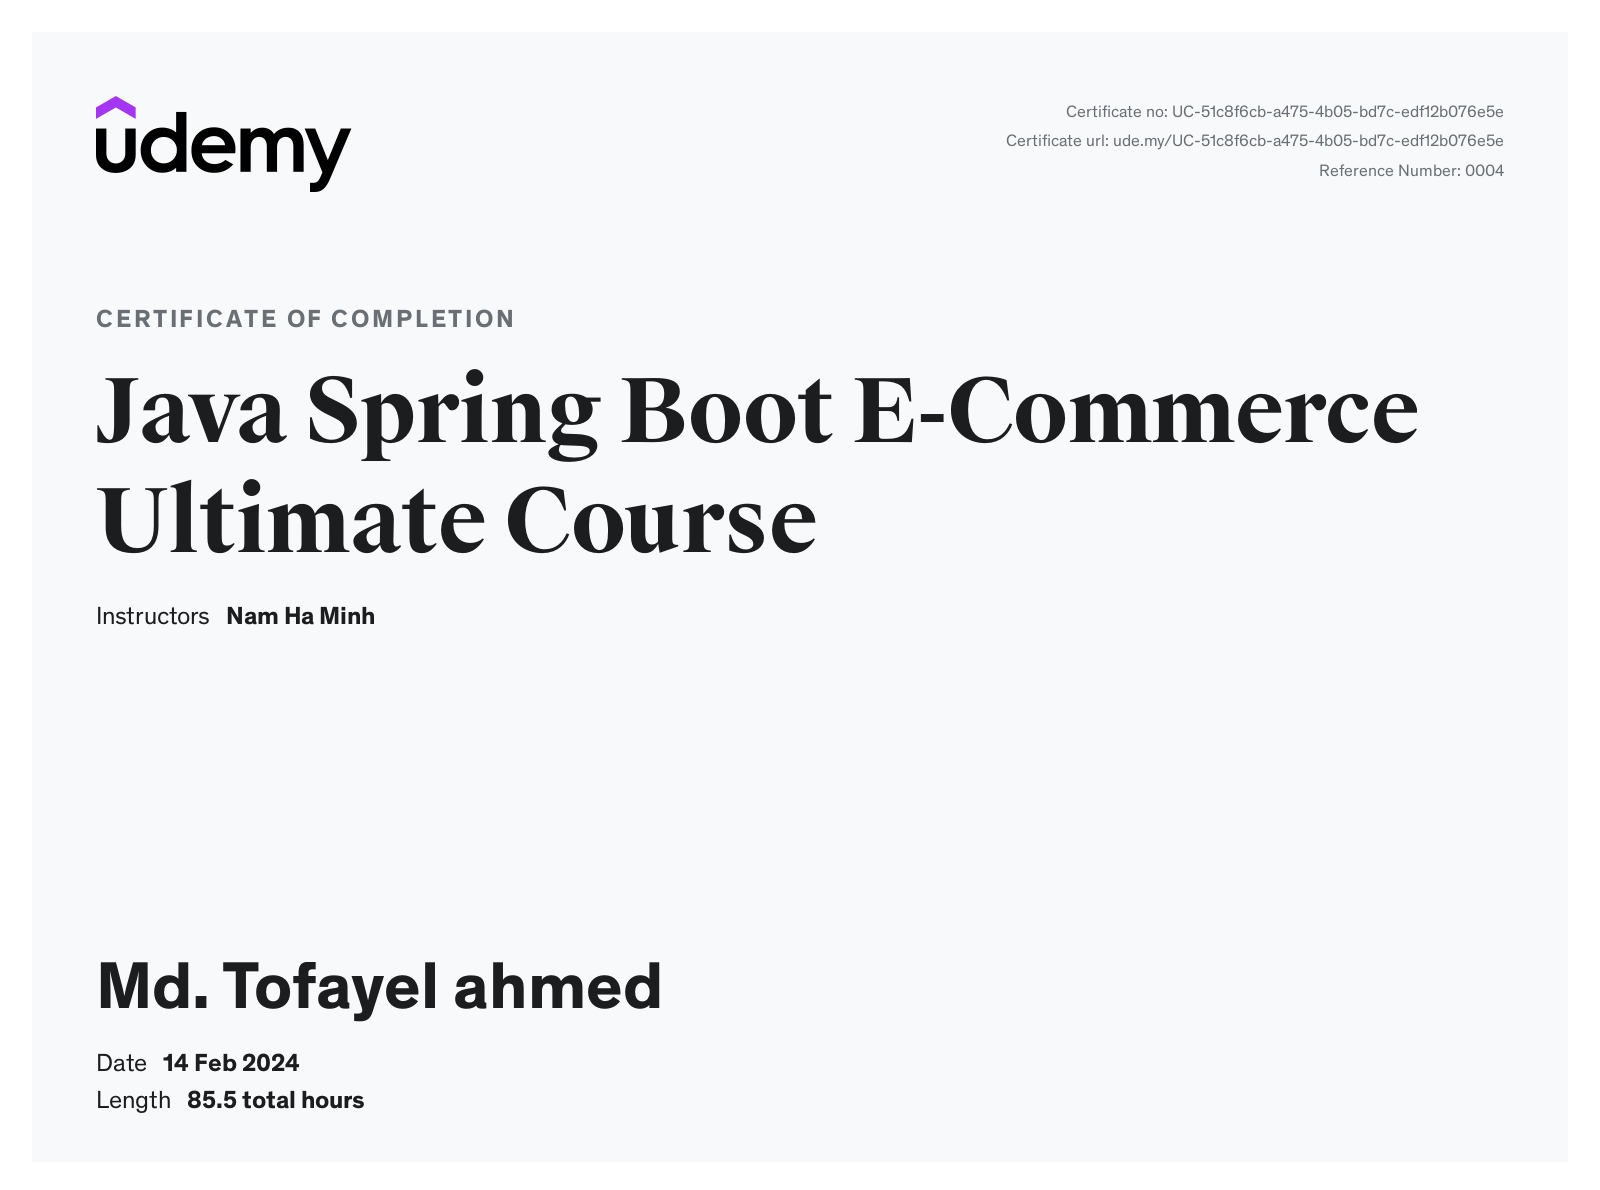 udemy
Certificate no: UC-51c8f6cb-a475-4b05-bd7c-edf12b076e5e
Certificate url: ude.my/UC-51c8f6cb-a475-4b05-bd7c-edf12b076e5e
Reference Number: 0004
CERTIFICATE OF COMPLETION
Java Spring Boot E-Commerce
Ultimate Course
Instructors Nam Ha Minh
Md. Tofayel ahmed
Date 14 Feb 2024
Length 85.5 total hours